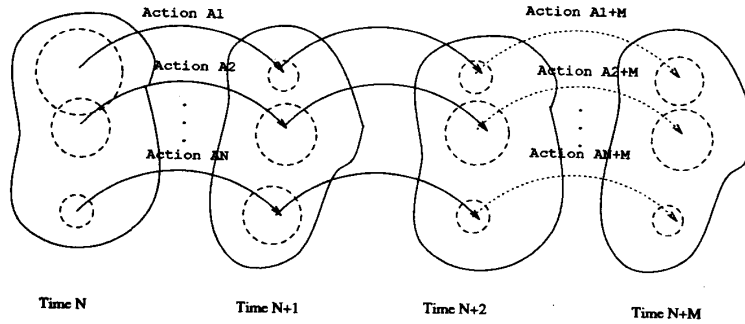 Action A1
Action A1+M
Action A2
Action A2+M
Action AN
Action AN+M
Time N
Time N+1
Time N+2
Time N+M